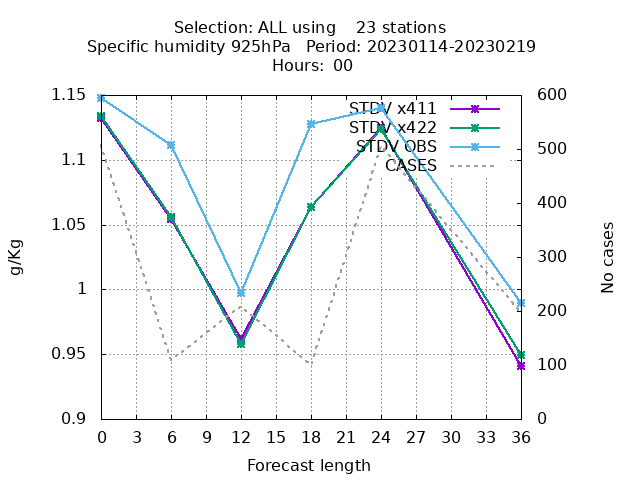 Selection: ALL using    23 stations
Specific humidity 925hPa   Period: 20230114-20230219
Hours:  00
1.15
1.1
1.05
1
0.95
0.9
g/Kg
STDV x411
STDV x422
STDV OBS
CASES
600
500
400
300
200
100
0
No cases
0 3 6 9 12 15 18 21 24 27 30 33 36
Forecast length